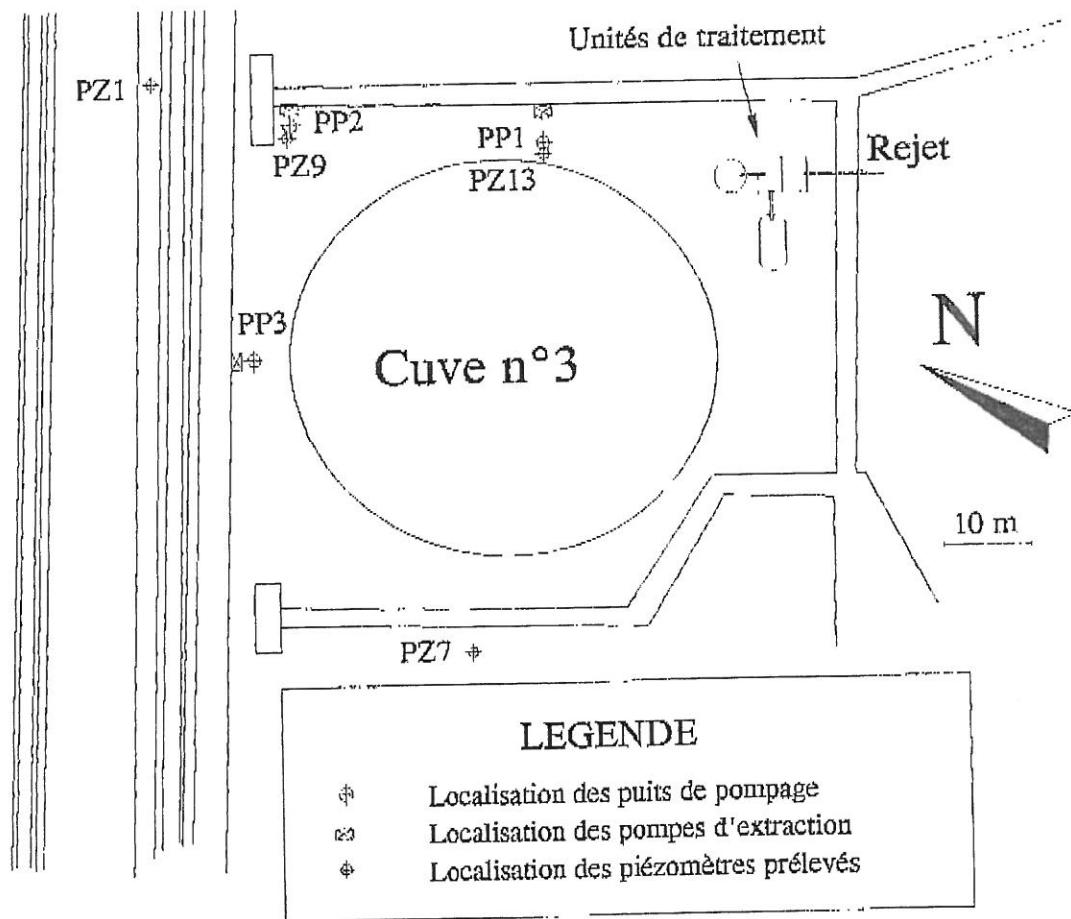 Unités de traitement
PZ1
PP2
PP1
PZ9
PZ13
Rejet
PP3
N
Cuve n°3
10 m
PZ7
LEGENDE
Localisation des puits de pompage
Localisation des pompes d'extraction
Localisation des piézomètres prélevés